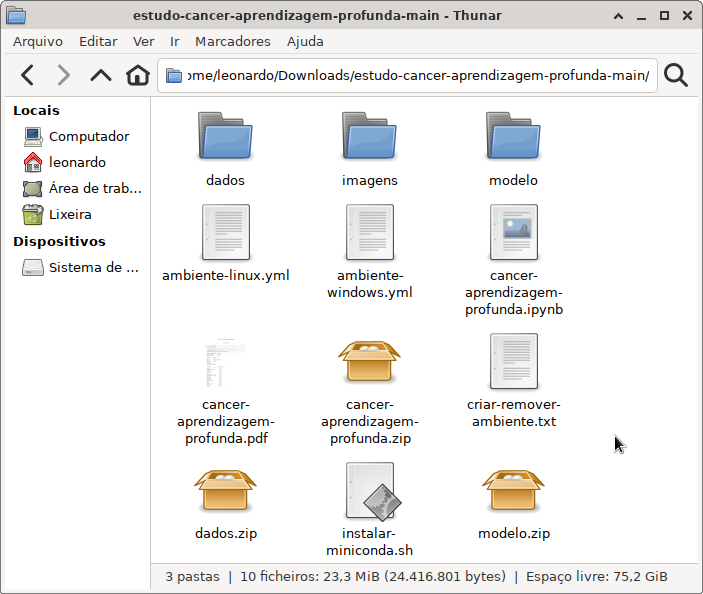 estudo-cancer-aprendizagem-profunda-main - Thunar
Arquivo Editar Ver Ir Marcadores Ajuda
ome/leonardo/Downloads/estudo-cancer-aprendizagem-profunda-main/
Locais
Computador
leonardo
Área de trab...
Lixeira
Dispositivos
Sistema de ...
dados
imagens
modelo
ambiente-linux.yml
ambiente-
windows.yml
cancer-
aprendizagem-
profunda.ipynb
cancer-
aprendizagem-
profunda.pdf
cancer-
aprendizagem-
profunda.zip
criar-remover-
ambiente.txt
dados.zip
instalar-
miniconda.sh
modelo.zip
3 pastas | 10 ficheiros: 23,3 MiB (24.416.801 bytes) | Espaço livre: 75,2 GiB